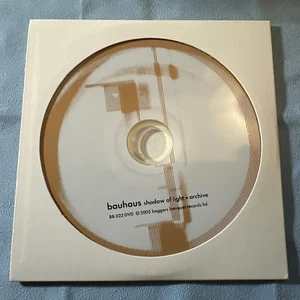 bauhaus shadow of light • archive
BB 022 DVD © 2005 beggars banquet records ltd.